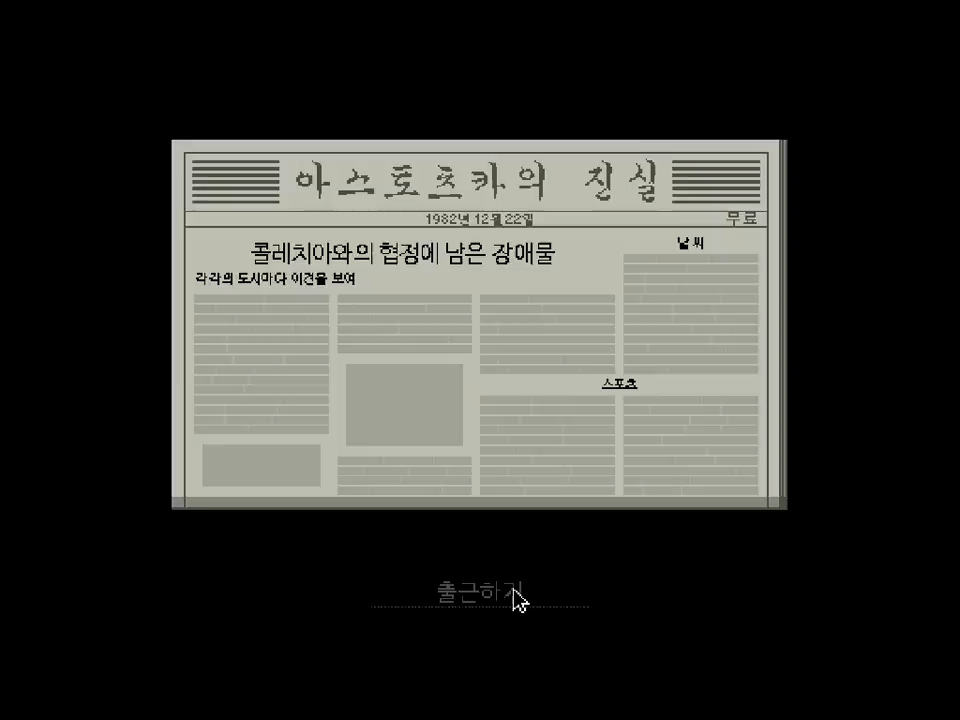 아스토츠카의 진실
1982년 12월 22일
무료
콜레치아와의 협정에 남은 장애물
각각의 도시마다 이견을 보여
날씨
스포츠
출근하기